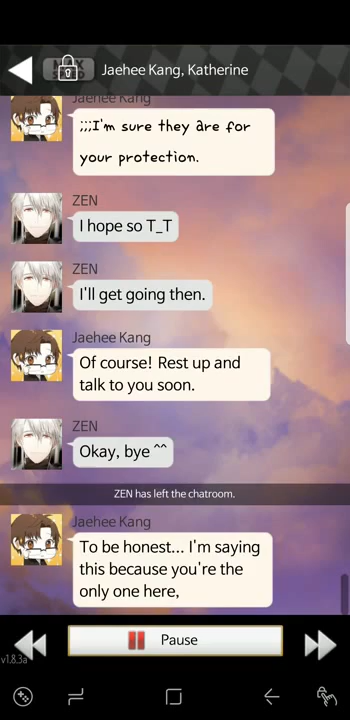 Jaehee Kang, Katherine
Jaehee Kang
;;;I'm sure they are for
your protection.
ZEN
I hope so T_T
ZEN
I'll get going then.
Jaehee Kang
Of course! Rest up and
talk to you soon.
ZEN
Okay, bye ^^
ZEN has left the chatroom.
Jaehee Kang
To be honest... I'm saying
this because you're the
only one here,
Pause
v1.8.3a